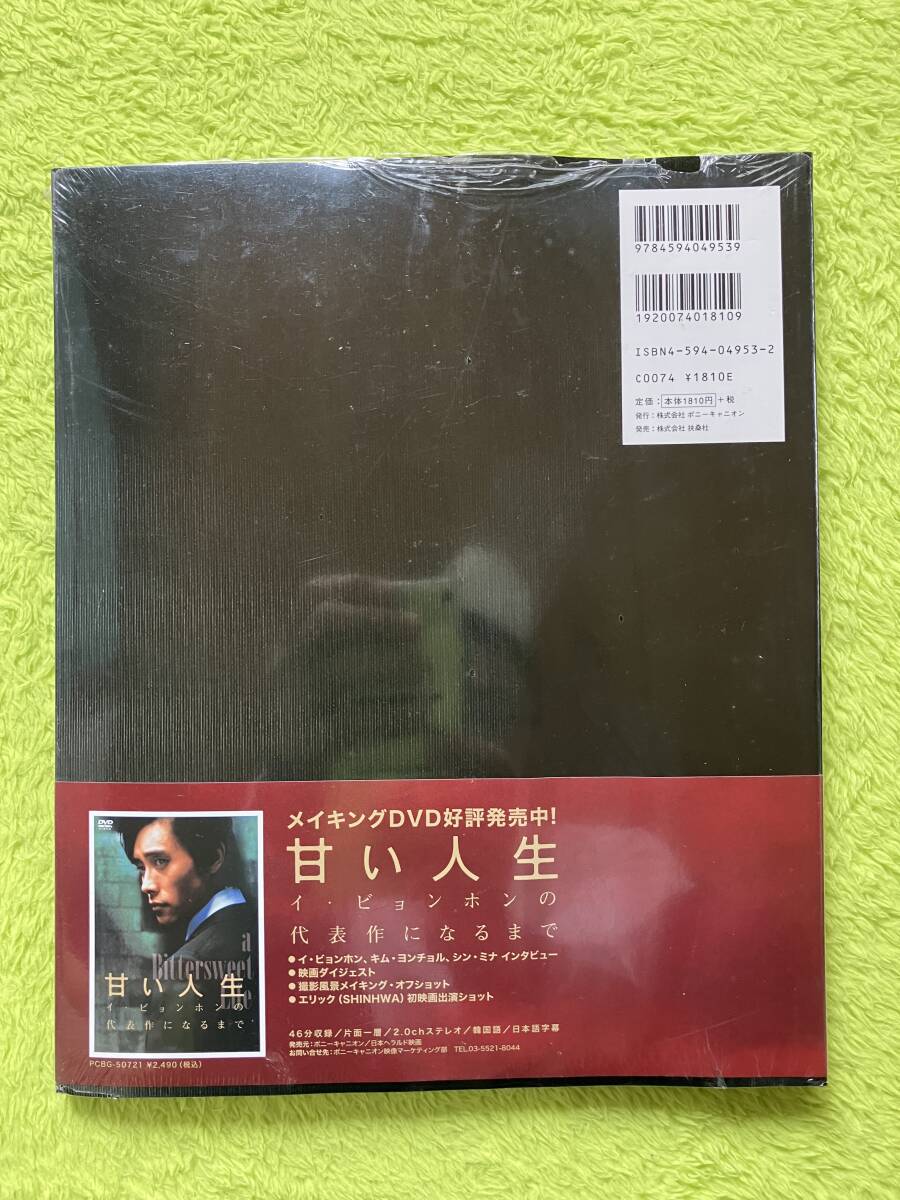 9784594049539
1920074018109
ISBN4-594-04953-2
C0074 ¥1810E
定価：本体1810円+税
発行：株式会社 ポニーキャニオン
発売：株式会社 扶桑社
メイキングDVD好評発売中!
甘い人生
イ・ビョンホンの
代表作になるまで
●イ・ビョンホン、キム・ヨンチョル、シン・ミナ インタビュー
●映画ダイジェスト
●撮影風景メイキング・オフショット
●エリック(SHINHWA)初映画出演ショット
46分収録/片面一層/2.0chステレオ/韓国語/日本語字幕
発売元：ポニーキャニオン/日本ヘラルド映画
お問い合せ先：ポニーキャニオン映像マーケティング部 TEL.03-5521-8044
DVD
a
Bittersweet
Life
甘い人生
イ・ビョンホンの
代表作になるまで
PCBG-50721 ¥2,490(税込)